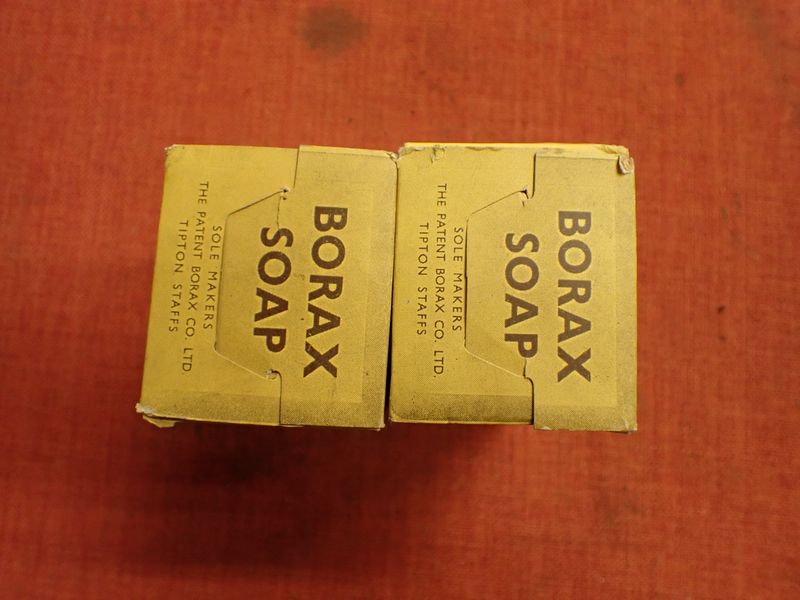 BORAX
SOAP
SOLE MAKERS
THE PATENT BORAX CO. LTD.
TIPTON STAFFS
BORAX
SOAP
SOLE MAKERS
THE PATENT BORAX CO. LTD.
TIPTON STAFFS